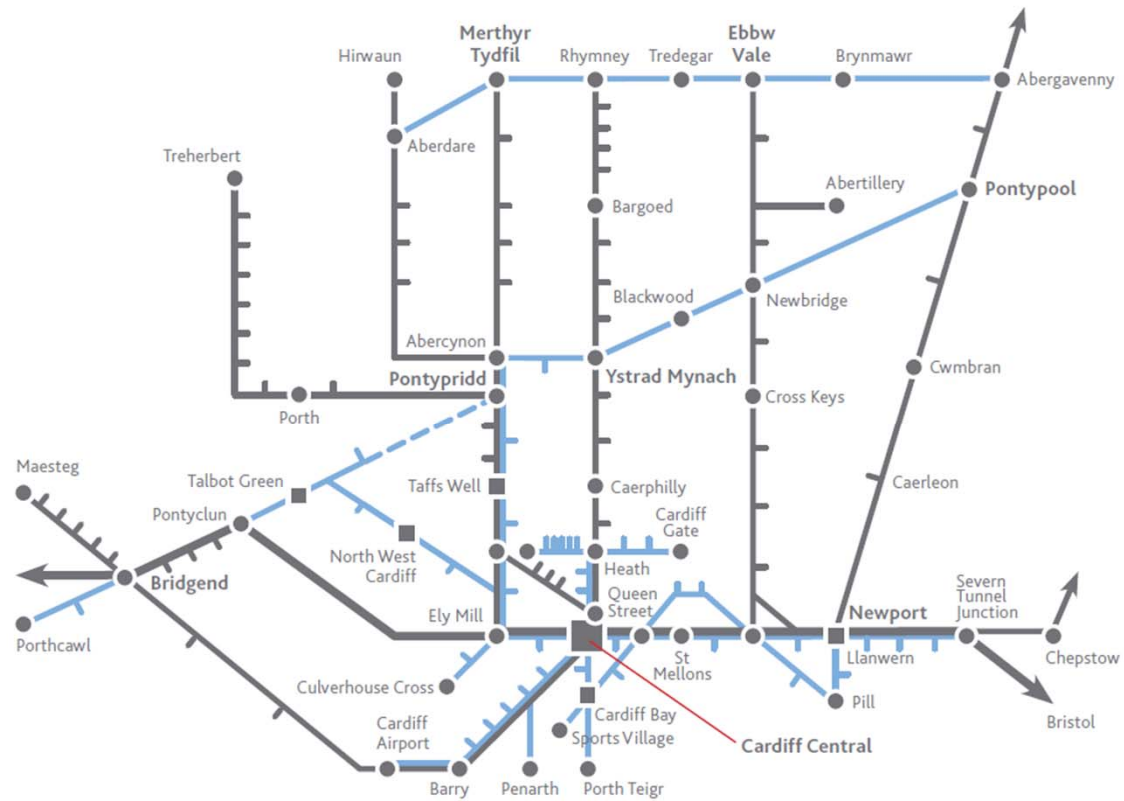 Merthyr
Tydfil
Ebbw
Vale
Hirwaun
Rhymney
Tredegar
Brynmawr
Abergavenny
Aberdare
Treherbert
Abertillery
Pontypool
Bargoed
Blackwood
Newbridge
Abercynon
Pontypridd
Ystrad Mynach
Cwmbran
Cross Keys
Porth
Maesteg
Talbot Green
Taffs Well
Caerphilly
Caerleon
Pontyclun
Cardiff
Gate
North West
Cardiff
Heath
Bridgend
Queen
Street
Severn
Tunnel
Junction
Ely Mill
Newport
Porthcawl
St
Mellons
Llanwern
Chepstow
Culverhouse Cross
Pill
Cardiff Bay
Bristol
Cardiff
Airport
Sports Village
Cardiff Central
Barry
Penarth
Porth Teigr